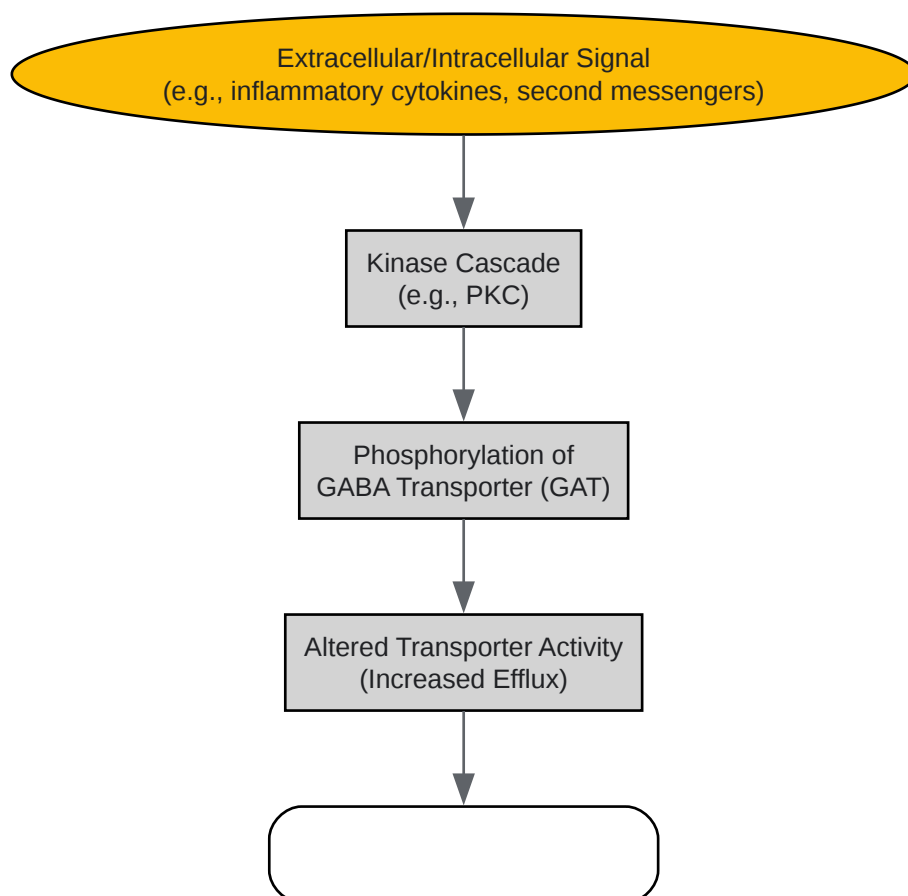 Extracellular/Intracellular Signal
(e.g., inflammatory cytokines, second messengers)
Kinase Cascade
(e.g., PKC)
Phosphorylation of
GABA Transporter (GAT)
Altered Transporter Activity
(Increased Efflux)